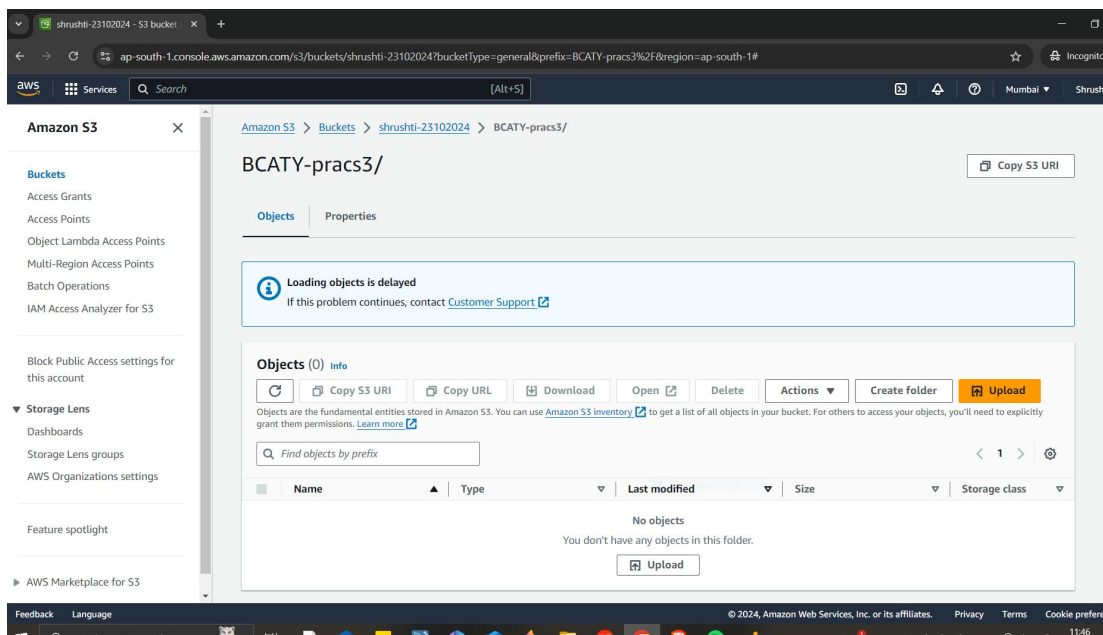 shrushti-23102024 - S3 bucket
ap-south-1.console.aws.amazon.com/s3/buckets/shrushti-23102024?bucketType=general&prefix=BCATY-pracs3%2F&region=ap-south-1#
Incognito
aws Services Search [Alt+S] Mumbai Shrush
Amazon S3
Buckets
Access Grants
Access Points
Object Lambda Access Points
Multi-Region Access Points
Batch Operations
IAM Access Analyzer for S3
Block Public Access settings for
this account
Storage Lens
Dashboards
Storage Lens groups
AWS Organizations settings
Feature spotlight
AWS Marketplace for S3
Amazon S3 > Buckets > shrushti-23102024 > BCATY-pracs3/
BCATY-pracs3/
Copy S3 URI
Objects Properties
Loading objects is delayed
If this problem continues, contact Customer Support
Objects (0) Info
Copy S3 URI Copy URL Download Open Delete Actions Create folder Upload
Objects are the fundamental entities stored in Amazon S3. You can use Amazon S3 inventory to get a list of all objects in your bucket. For others to access your objects, you'll need to explicitly
grant them permissions. Learn more
Find objects by prefix
1
Name Type Last modified Size Storage class
No objects
You don't have any objects in this folder.
Upload
Feedback Language © 2024, Amazon Web Services, Inc. or its affiliates. Privacy Terms Cookie prefere
11:46